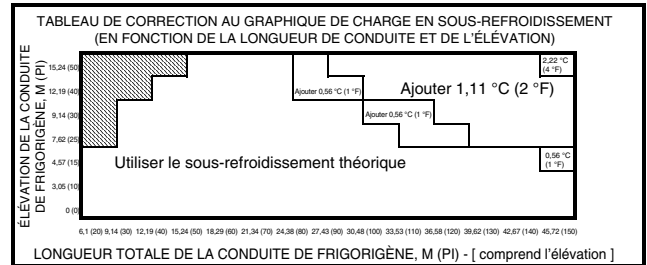 TABLEAU DE CORRECTION AU GRAPHIQUE DE CHARGE EN SOUS-REFROIDISSEMENT
(EN FONCTION DE LA LONGUEUR DE CONDUITE ET DE L'ÉLÉVATION)
ÉLÉVATION DE LA CONDUITE
DE FRIGORIGÈNE, M (PI)
15,24 (50)
12,19 (40)
9,14 (30)
7,62 (25)
4,57 (15)
3,05 (10)
0 (0)
2,22 °C
(4 °F)
Ajouter 1,11 °C (2 °F)
Ajouter 0,56 °C (1 °F)
Ajouter 0,56 °C (1 °F)
Utiliser le sous-refroidissement théorique
0,56 °C
(1 °F)
6,1 (20) 9,14 (30) 12,19 (40) 15,24 (50) 18,29 (60) 21,34 (70) 24,38 (80) 27,43 (90) 30,48 (100) 33,53 (110) 36,58 (120) 39,62 (130) 42,67 (140) 45,72 (150)
LONGUEUR TOTALE DE LA CONDUITE DE FRIGORIGÈNE, M (PI) - [ comprend l'élévation ]